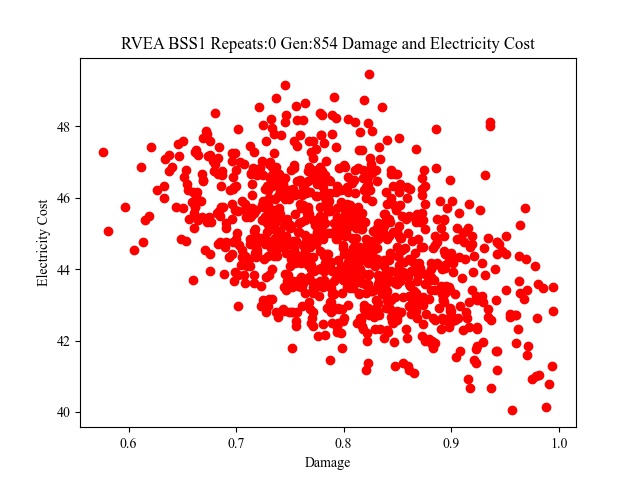 RVEA BSS1 Repeats:0 Gen:854 Damage and Electricity Cost
48
46
44
42
40
Electricity Cost
0.6 0.7 0.8 0.9 1.0
Damage